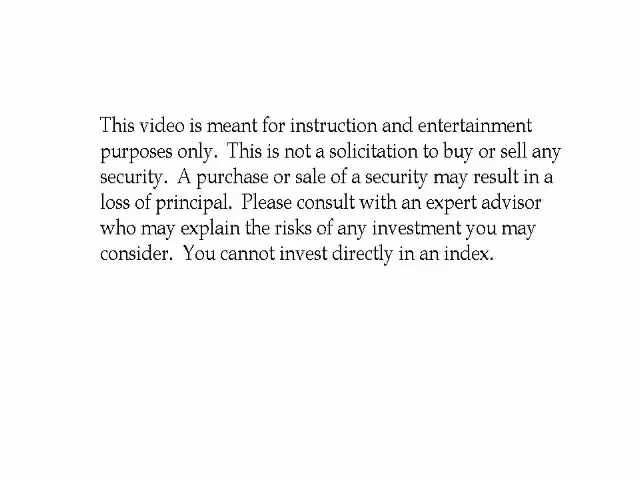 This video is meant for instruction and entertainment
purposes only.  This is not a solicitation to buy or sell any
security.  A purchase or sale of a security may result in a
loss of principal.  Please consult with an expert advisor
who may explain the risks of any investment you may
consider.  You cannot invest directly in an index.